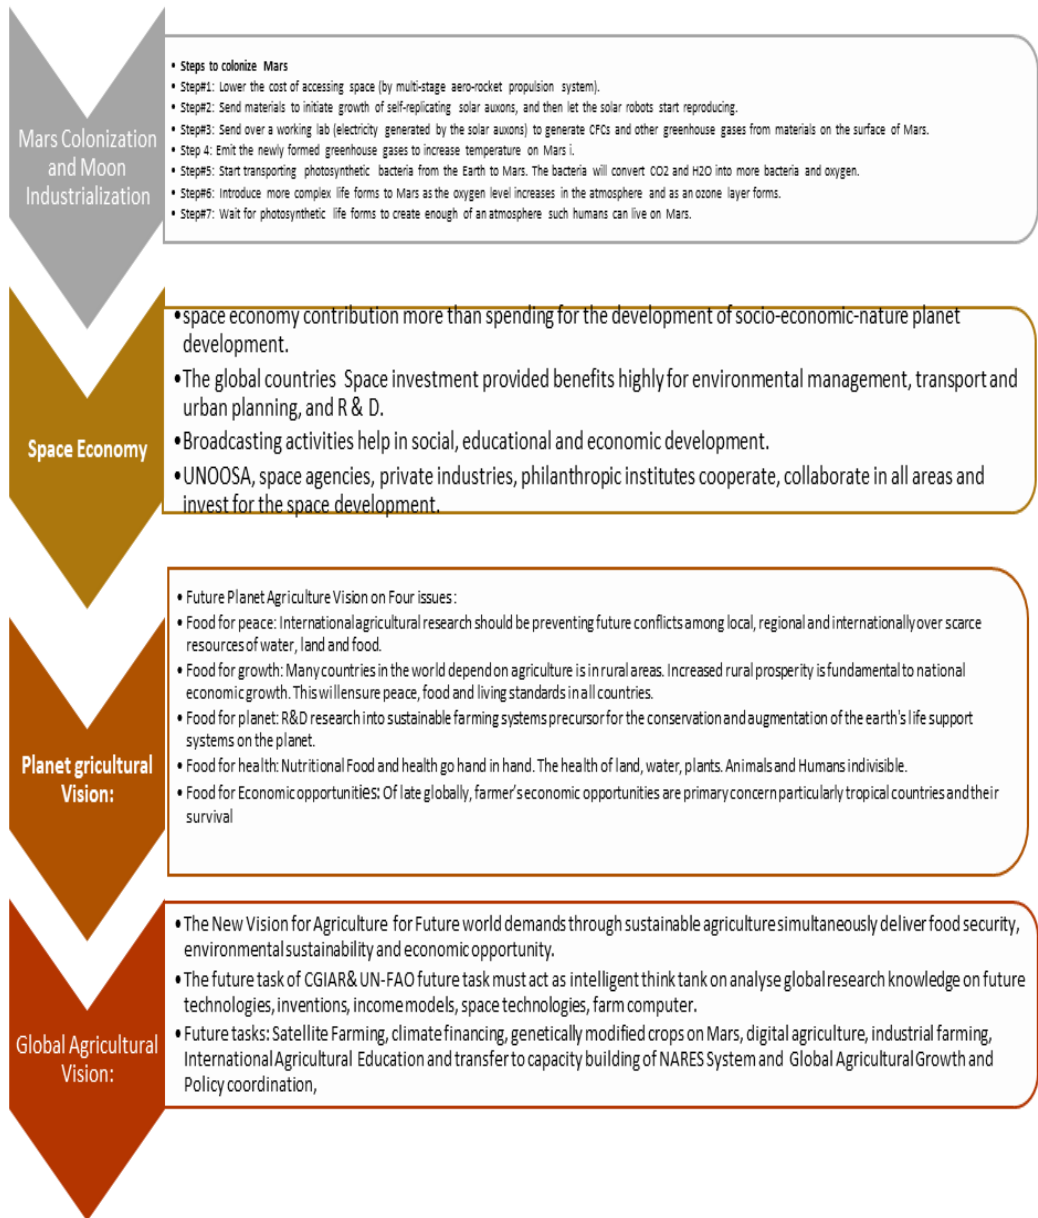 Mars Colonization
and Moon
Industrialization
• Steps to colonize Mars
• Step#1: Lower the cost of accessing space (by multi-stage aero-rocket propulsion system).
• Step#2: Send materials to initiate growth of self-replicating solar auxons, and then let the solar robots start reproducing.
• Step#3: Send over a working lab (electricity generated by the solar auxons) to generate CFCs and other greenhouse gases from materials on the surface of Mars.
• Step 4: Emit the newly formed greenhouse gases to increase temperature on Mars i.
• Step#5: Start transporting photosynthetic bacteria from the Earth to Mars. The bacteria will convert CO2 and H2O into more bacteria and oxygen.
• Step#6: Introduce more complex life forms to Mars as the oxygen level increases in the atmosphere and as an ozone layer forms.
• Step#7: Wait for photosynthetic life forms to create enough of an atmosphere such humans can live on Mars.
Space Economy
•space economy contribution more than spending for the development of socio-economic-nature planet
development.
•The global countries Space investment provided benefits highly for environmental management, transport and
urban planning, and R & D.
•Broadcasting activities help in social, educational and economic development.
•UNOOSA, space agencies, private industries, philanthropic institutes cooperate, collaborate in all areas and
invest for the space development.
Planet gricultural
Vision:
• Future Planet Agriculture Vision on Four issues :
• Food for peace: International agricultural research should be preventing future conflicts among local, regional and internationally over scarce
resources of water, land and food.
• Food for growth: Many countries in the world depend on agriculture is in rural areas. Increased rural prosperity is fundamental to national
economic growth. This will ensure peace, food and living standards in all countries.
• Food for planet: R&D research into sustainable farming systems precursor for the conservation and augmentation of the earth's life support
systems on the planet.
• Food for health: Nutritional Food and health go hand in hand. The health of land, water, plants. Animals and Humans indivisible.
• Food for Economic opportunities: Of late globally, farmer's economic opportunities are primary concern particularly tropical countries and their
survival
Global Agricultural
Vision:
•The New Vision for Agriculture for Future world demands through sustainable agriculture simultaneously deliver food security,
environmental sustainability and economic opportunity.
•The future task of CGIAR& UN-FAO future task must act as intelligent think tank on analyse global research knowledge on future
technologies, inventions, income models, space technologies, farm computer.
•Future tasks: Satellite Farming, climate financing, genetically modified crops on Mars, digital agriculture, industrial farming,
International Agricultural Education and transfer to capacity building of NARES System and Global Agricultural Growth and
Policy coordination,